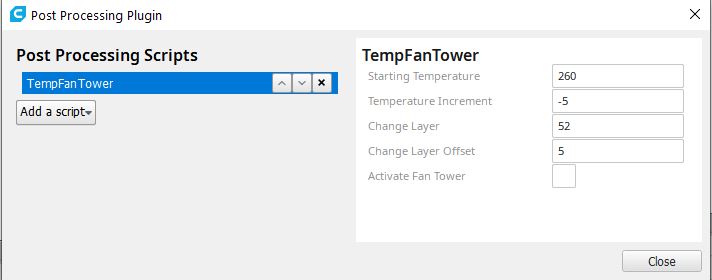 Post Processing Plugin
Post Processing Scripts
TempFanTower
Add a script
TempFanTower
Starting Temperature 260
Temperature Increment -5
Change Layer 52
Change Layer Offset 5
Activate Fan Tower
Close